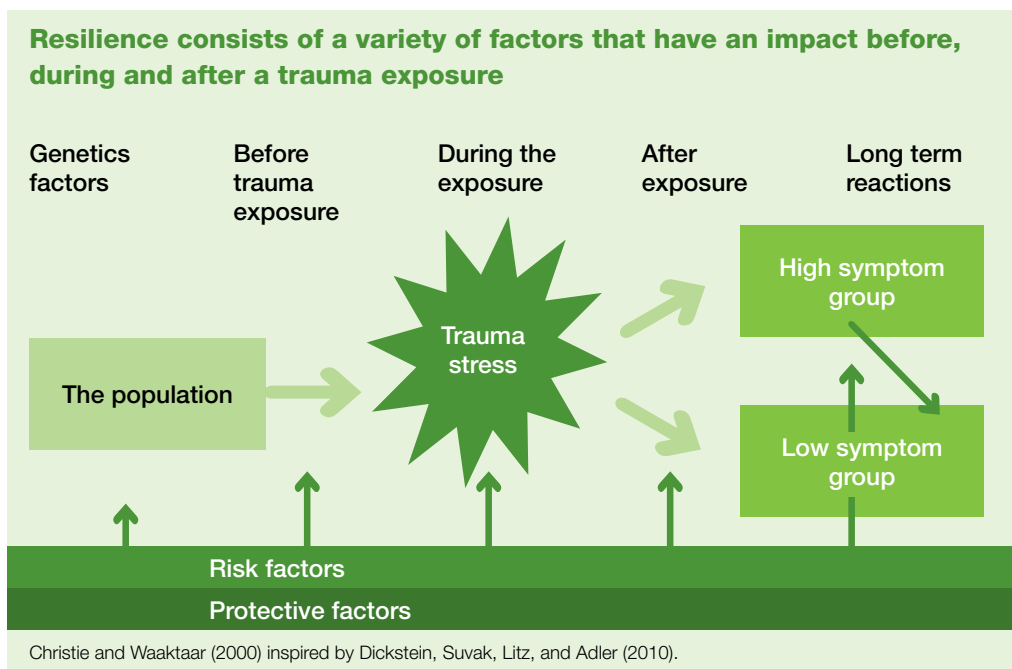 Resilience consists of a variety of factors that have an impact before,
during and after a trauma exposure
Genetics
factors
Before
trauma
exposure
During the
exposure
After
exposure
Long term
reactions
The population
Trauma
stress
High symptom
group
Low symptom
group
Risk factors
Protective factors
Christie and Waaktaar (2000) inspired by Dickstein, Suvak, Litz, and Adler (2010).